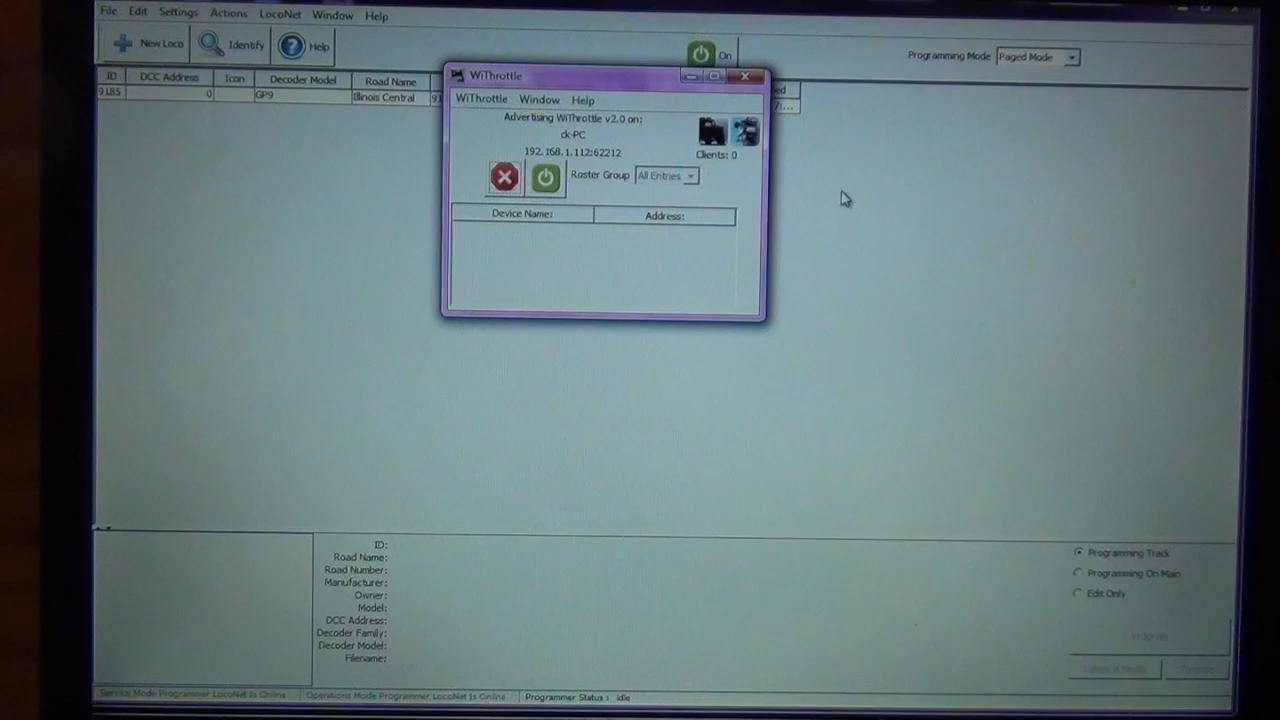 File Edit Settings Actions LocoNet Window Help
New Loco Identify Help
On
Programming Mode Paged Mode
ID DCC Address Icon Decoder Model Road Name
9185 0 GP9 Illinois Central
WiThrottle
WiThrottle Window Help
Advertising WiThrottle v2.0 on:
ck-PC
192.168.1.112:62212
Clients: 0
Roster Group All Entries
Device Name: Address:
ID:
Road Name:
Road Number:
Manufacturer:
Owner:
Model:
DCC Address:
Decoder Family:
Decoder Model:
Filename:
Programming Track
Programming On Main
Edit Only
Program
Service Mode Programmer LocoNet Is Online Operations Mode Programmer LocoNet Is Online Programmer Status : idle